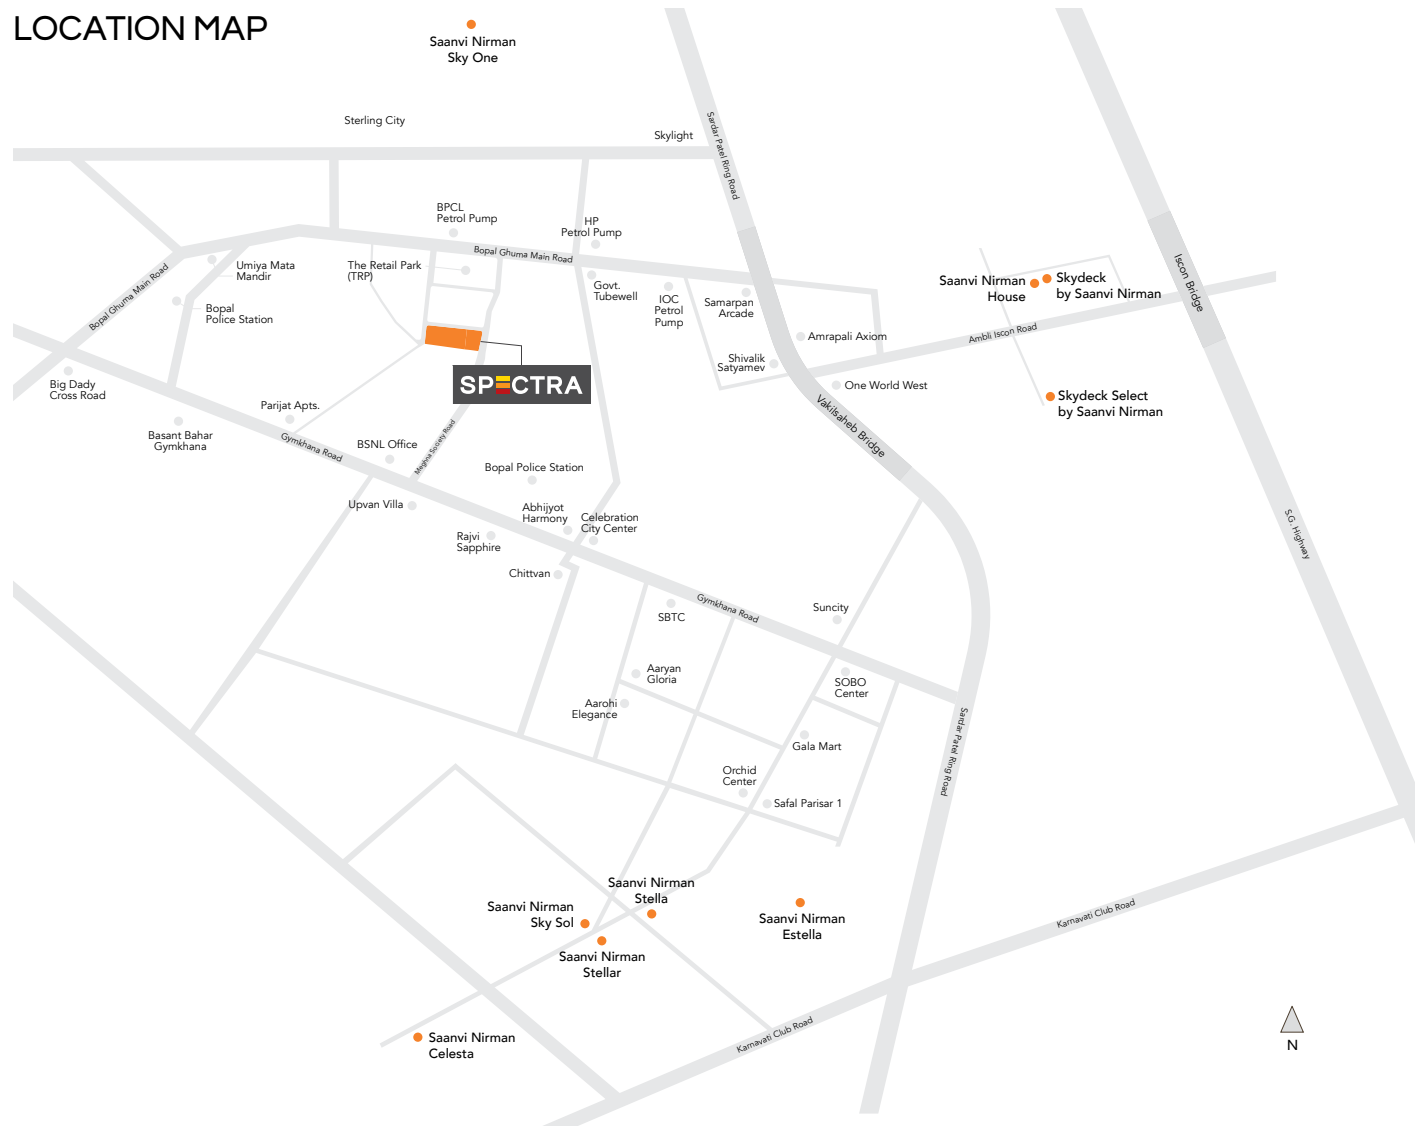 LOCATION MAP
Saanvi Nirman
Sky One
Sterling City
Skylight
Sardar Patel Ring Road
BPCL
Petrol Pump
HP
Petrol Pump
Bopal Ghuma Main Road
The Retail Park
(TRP)
Umiya Mata
Mandir
Bopal Ghuma Main Road
Bopal
Police Station
Govt.
Tubewell
IOC
Petrol
Pump
Samarpan
Arcade
Saanvi Nirman
House
Skydeck
by Saanvi Nirman
Iscon Bridge
Ambli Iscon Road
Amrapali Axiom
Shivalik
Satyamev
One World West
SPECTRA
Big Dady
Cross Road
Skydeck Select
by Saanvi Nirman
Parijat Apts.
Basant Bahar
Gymkhana
Gymkhana Road
BSNL Office
Meghna Society Road
Vakilsaheb Bridge
Bopal Police Station
Upvan Villa
Abhijyot
Harmony
Celebration
City Center
Rajvi
Sapphire
Chittvan
S.G. Highway
SBTC
Gymkhana Road
Suncity
Aaryan
Gloria
SOBO
Center
Aarohi
Elegance
Sardar Patel Ring Road
Gala Mart
Orchid
Center
Safal Parisar 1
Saanvi Nirman
Stella
Saanvi Nirman
Sky Sol
Saanvi Nirman
Estella
Karnavati Club Road
Saanvi Nirman
Stellar
Karnavati Club Road
Saanvi Nirman
Celesta
N